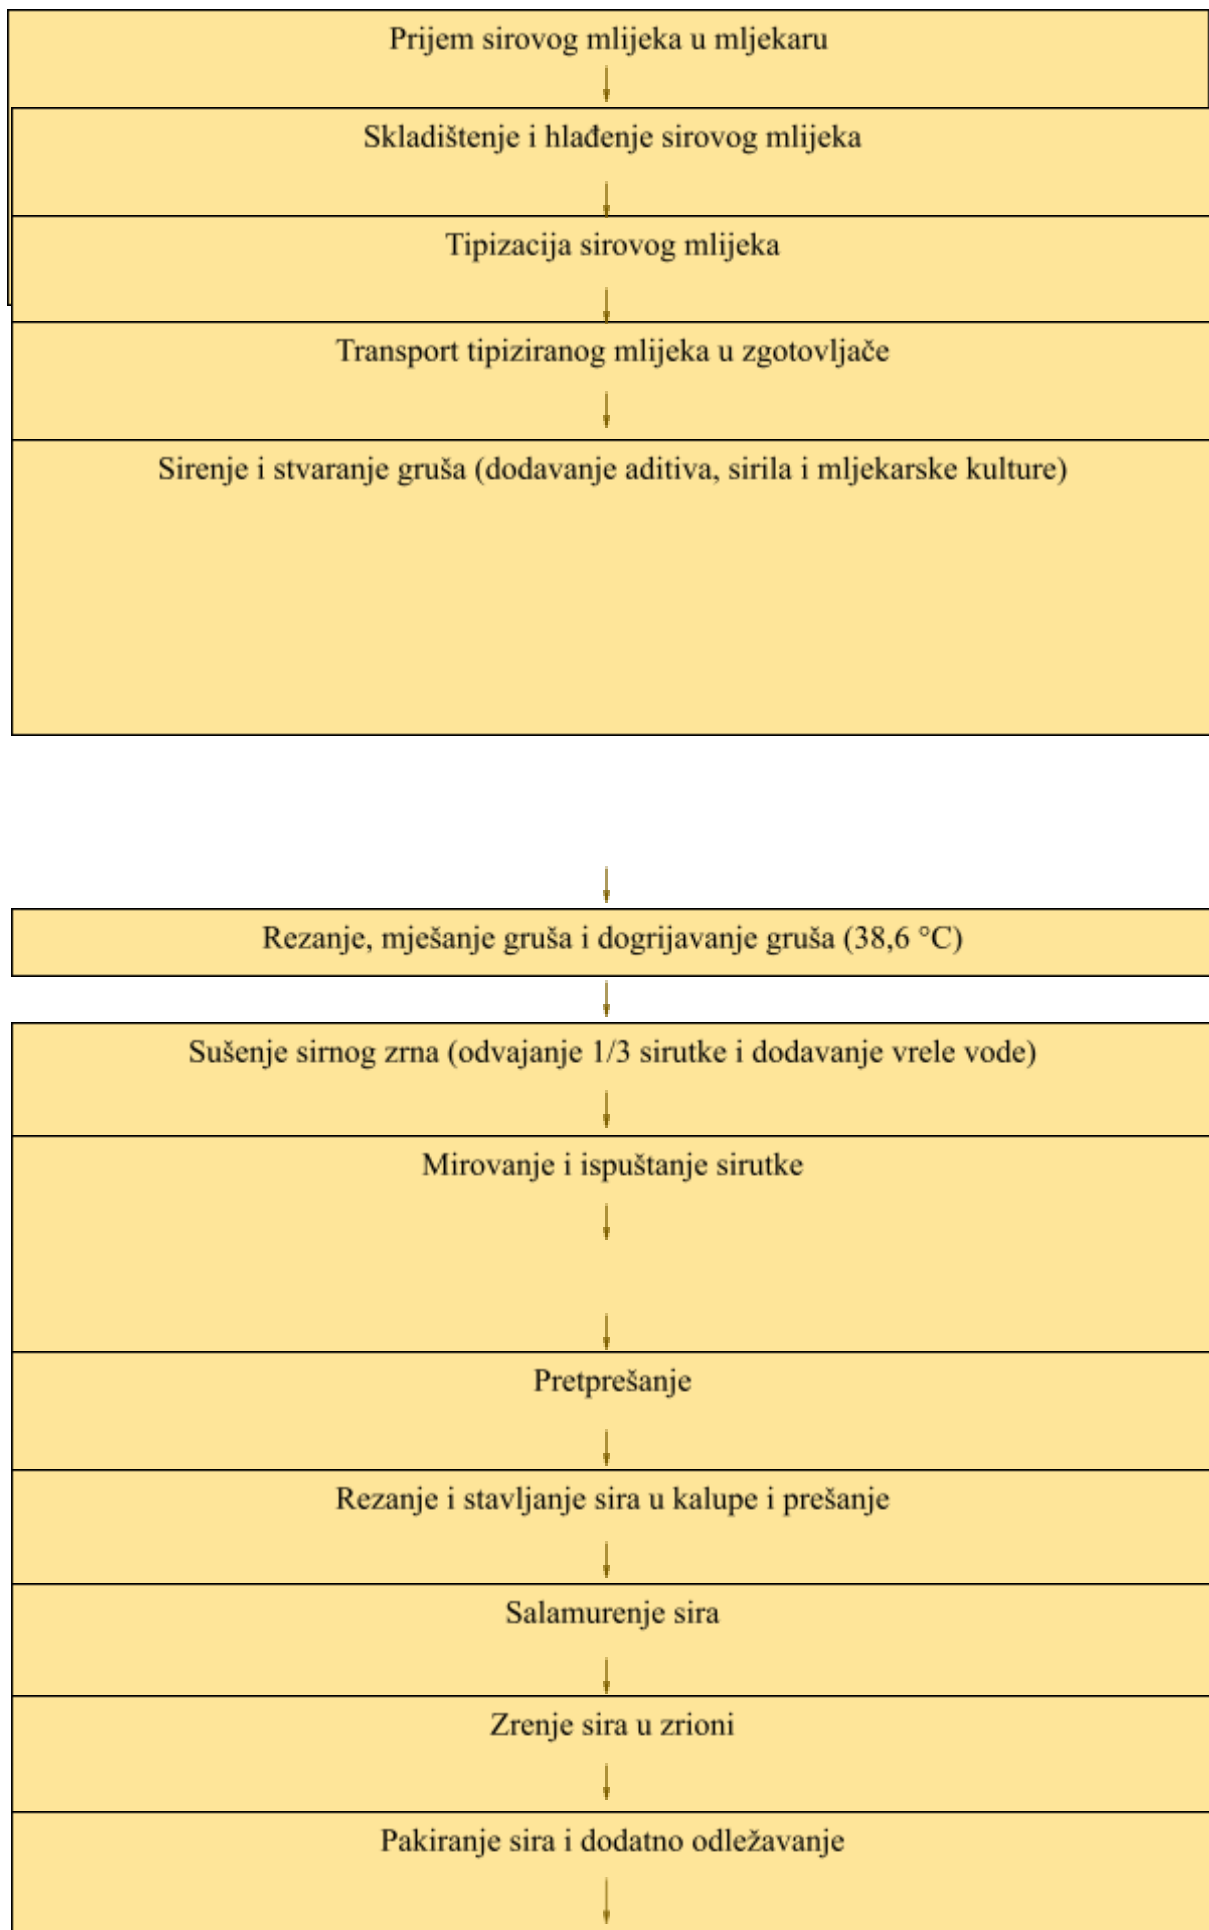 Prijem sirovog mlijeka u mljekaru
Skladištenje i hlađenje sirovog mlijeka
Tipizacija sirovog mlijeka
Transport tipiziranog mlijeka u zgotovljače
Sirenje i stvaranje gruša (dodavanje aditiva, sirila i mljekarske kulture)
Rezanje, mješanje gruša i dogrijavanje gruša (38,6 °C)
Sušenje sirnog zrna (odvajanje 1/3 sirutke i dodavanje vrele vode)
Mirovanje i ispuštanje sirutke
Pretprešanje
Rezanje i stavljanje sira u kalupe i prešanje
Salamurenje sira
Zrenje sira u zrioni
Pakiranje sira i dodatno odležavanje